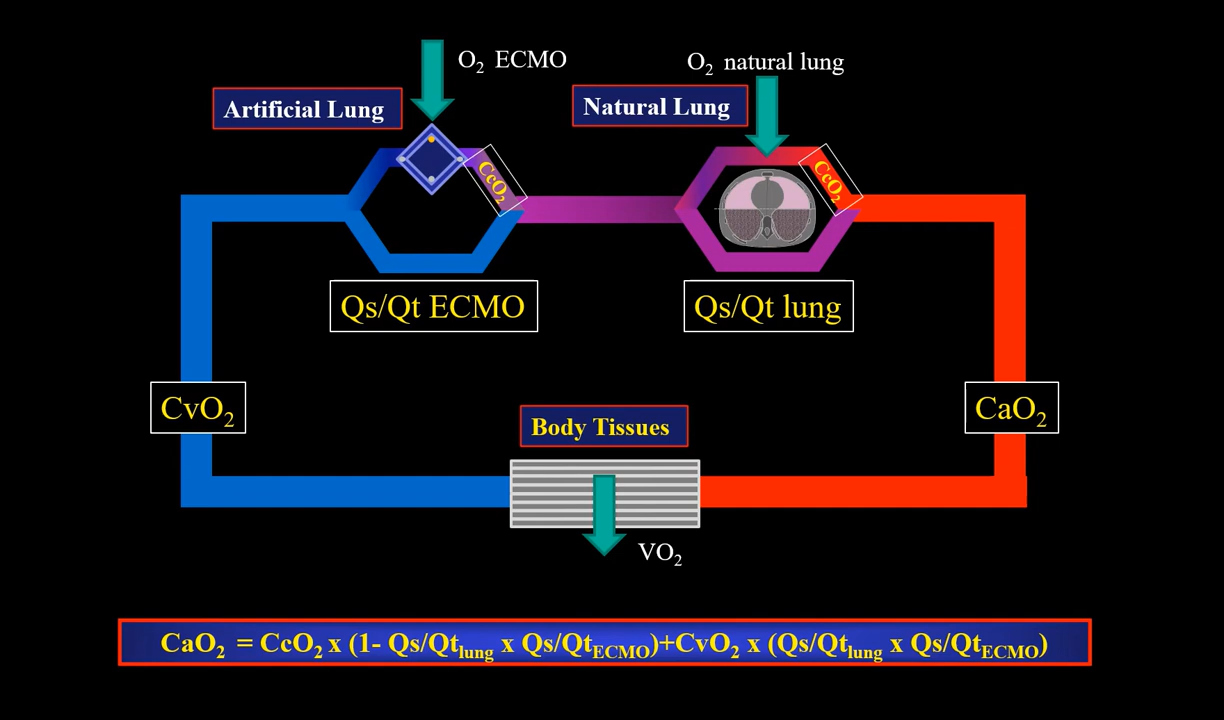 O₂ ECMO
O₂ natural lung
Artificial Lung
Natural Lung
CcO₂
CcO₂
Qs/Qt ECMO
Qs/Qt lung
CvO₂
CaO₂
Body Tissues
VO₂
CaO₂ = CcO₂ x (1- Qs/Qtlung x Qs/QtECMO)+CvO₂ x (Qs/Qtlung x Qs/QtECMO)